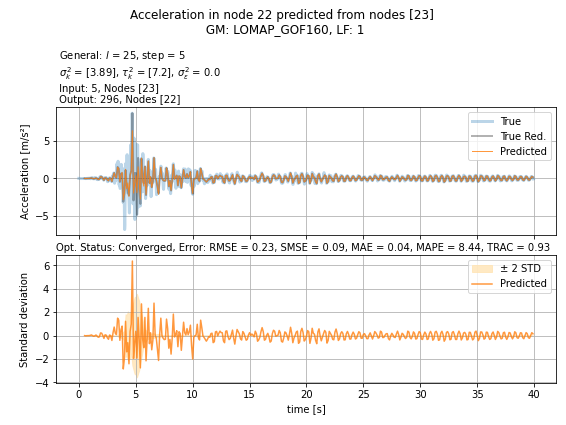 Acceleration in node 22 predicted from nodes [23]
GM: LOMAP_GOF160, LF: 1
General: l = 25, step = 5
σ²ₖ = [3.89], τ²ₖ = [7.2], σ²ε = 0.0
Input: 5, Nodes [23]
Output: 296, Nodes [22]
Acceleration [m/s²]
5
0
−5
True
True Red.
Predicted
Opt. Status: Converged, Error: RMSE = 0.23, SMSE = 0.09, MAE = 0.04, MAPE = 8.44, TRAC = 0.93
Standard deviation
6
4
2
0
−2
−4
± 2 STD
Predicted
0 5 10 15 20 25 30 35 40
time [s]